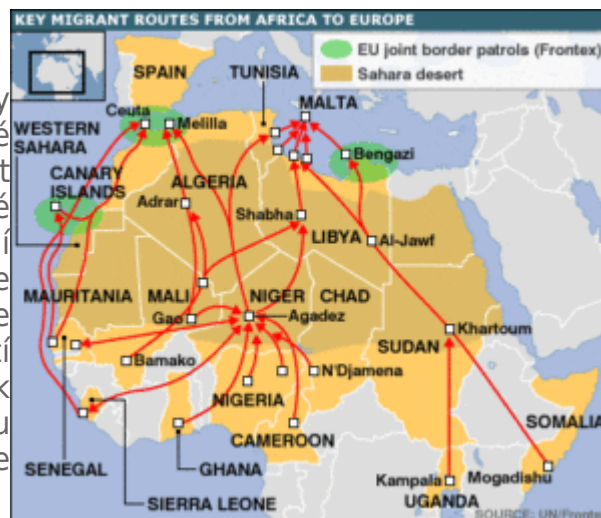 KEY MIGRANT ROUTES FROM AFRICA TO EUROPE
EU joint border patrols (Frontex)
Sahara desert
SPAIN
TUNISIA
MALTA
Ceuta
Melilla
Bengazi
WESTERN
SAHARA
CANARY
ISLANDS
ALGERIA
Adrar
Shabha
LIBYA
Al-Jawf
MAURITANIA
MALI
NIGER
CHAD
Gao
Agadez
Khartoum
SUDAN
Bamako
N'Djamena
NIGERIA
SOMALIA
CAMEROON
SENEGAL
GHANA
Kampala
Mogadishu
SIERRA LEONE
UGANDA
SOURCE: UN/Frontex
y
é
t
é
í
e
e
tí
k
u
e